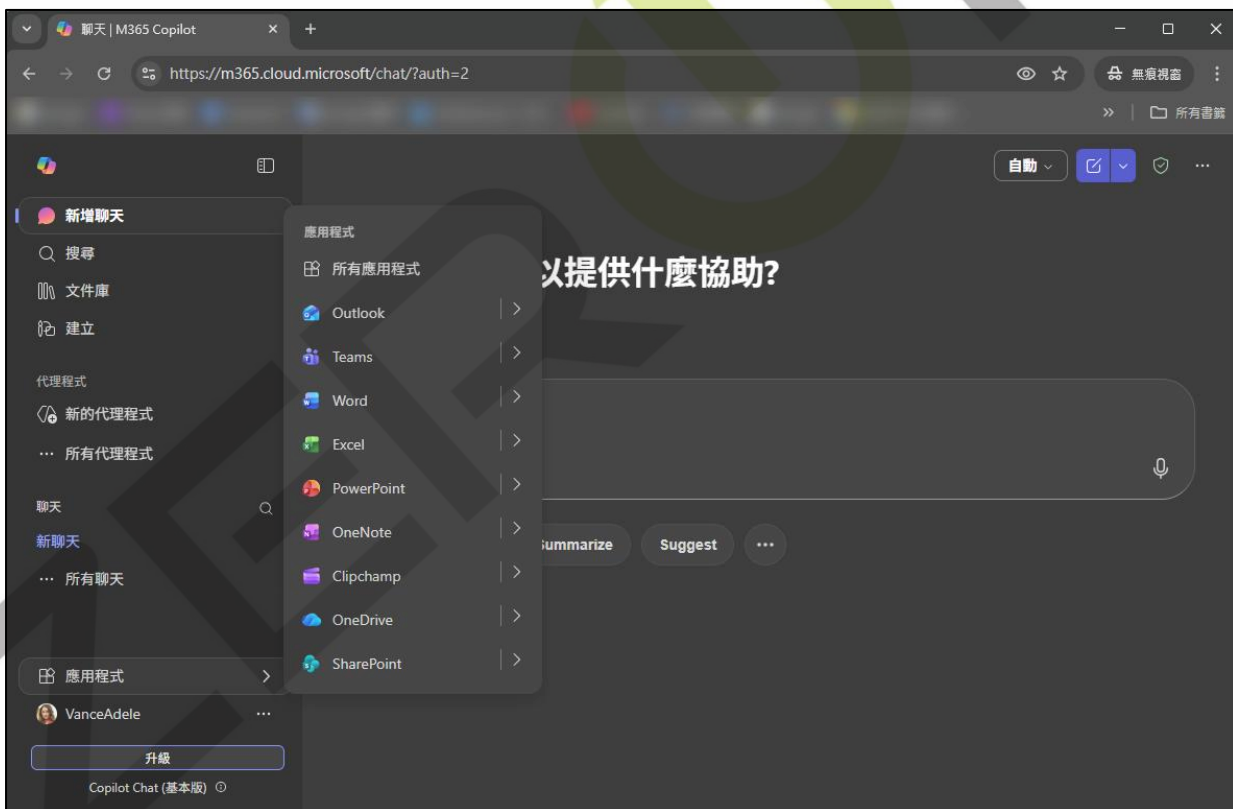 聊天 | M365 Copilot
https://m365.cloud.microsoft/chat/?auth=2
無痕視窗
所有書籤
自動
新增聊天
搜尋
文件庫
建立
代理程式
新的代理程式
所有代理程式
聊天
新聊天
所有聊天
應用程式
VanceAdele
升級
Copilot Chat (基本版)
應用程式
所有應用程式
Outlook
Teams
Word
Excel
PowerPoint
OneNote
Clipchamp
OneDrive
SharePoint
以提供什麼協助?
Summarize
Suggest